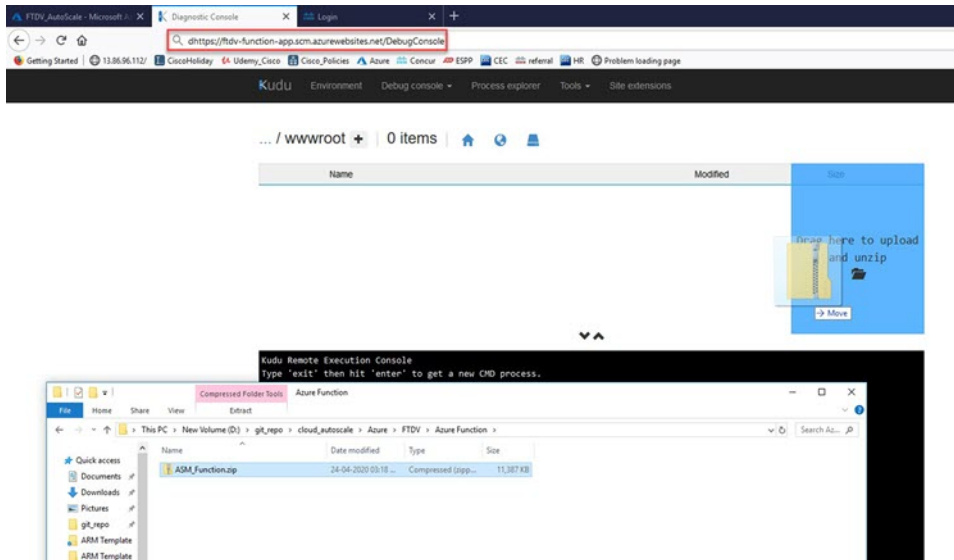 FTDV_AutoScale - Microsoft A
Diagnostic Console
Login
dhttps://ftdv-function-app.scm.azurewebsites.net/DebugConsole
Getting Started
13.86.96.112/
CiscoHoliday
Udemy_Cisco
Cisco_Policies
Azure
Concur
ESPP
CEC
referral
HR
Problem loading page
Kudu
Environment
Debug console
Process explorer
Tools
Site extensions
... / wwwroot + | 0 items |
Name
Modified
Size
Drag here to upload
and unzip
→ Move
Kudu Remote Execution Console
Type 'exit' then hit 'enter' to get a new CMD process.
Compressed Folder Tools
Azure Function
File
Home
Share
View
Extract
This PC > New Volume (D:) > git_repo > cloud_autoscale > Azure > FTDV > Azure Function >
Search Az...
Name
Date modified
Type
Size
Quick access
ASM_Function.zip
24-04-2020 03:18 ...
Compressed (zipp...
11,387 KB
Documents
Downloads
Pictures
git_repo
ARM Template
ARM Template